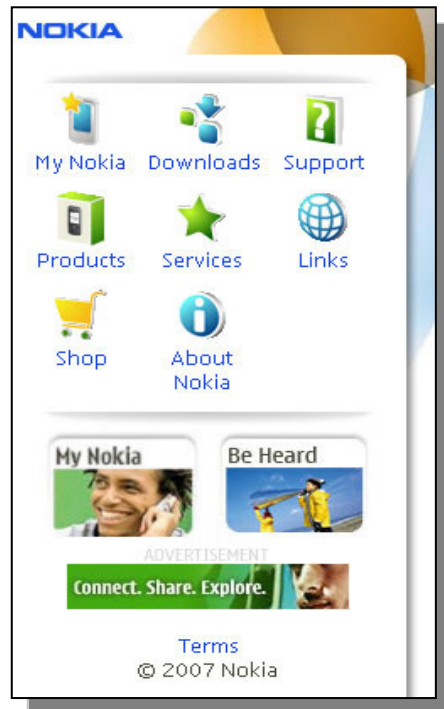 NOKIA
My Nokia Downloads Support
Products Services Links
Shop About
Nokia
My Nokia Be Heard
ADVERTISEMENT
Connect. Share. Explore.
Terms
© 2007 Nokia